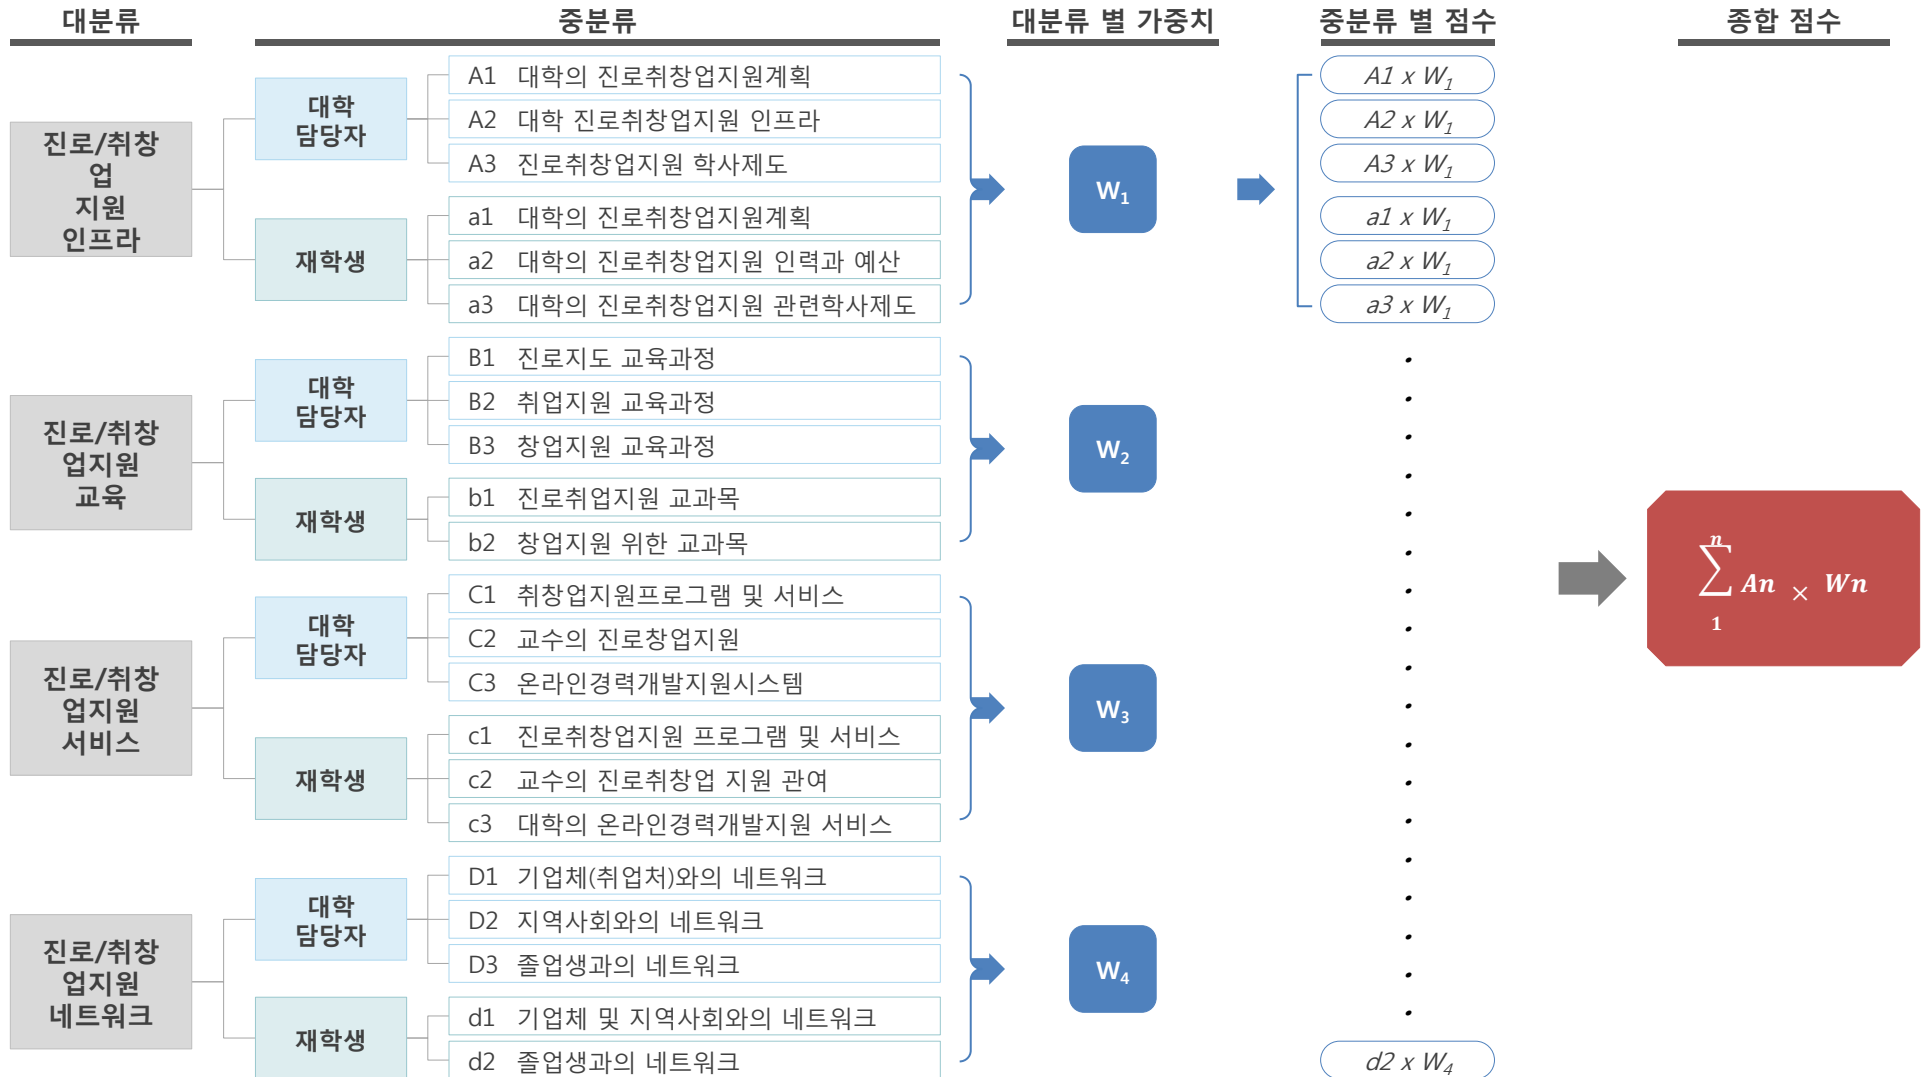 대분류
중분류
대분류 별 가중치
중분류 별 점수
종합 점수
진로/취창
업
지원
인프라
대학
담당자
A1 대학의 진로취창업지원계획
A2 대학 진로취창업지원 인프라
A3 진로취창업지원 학사제도
재학생
a1 대학의 진로취창업지원계획
a2 대학의 진로취창업지원 인력과 예산
a3 대학의 진로취창업지원 관련학사제도
W1
A1 x W1
A2 x W1
A3 x W1
a1 x W1
a2 x W1
a3 x W1
진로/취창
업지원
교육
대학
담당자
B1 진로지도 교육과정
B2 취업지원 교육과정
B3 창업지원 교육과정
재학생
b1 진로취업지원 교과목
b2 창업지원 위한 교과목
W2
진로/취창
업지원
서비스
대학
담당자
C1 취창업지원프로그램 및 서비스
C2 교수의 진로창업지원
C3 온라인경력개발지원시스템
재학생
c1 진로취창업지원 프로그램 및 서비스
c2 교수의 진로취창업 지원 관여
c3 대학의 온라인경력개발지원 서비스
W3
진로/취창
업지원
네트워크
대학
담당자
D1 기업체(취업처)와의 네트워크
D2 지역사회와의 네트워크
D3 졸업생과의 네트워크
재학생
d1 기업체 및 지역사회와의 네트워크
d2 졸업생과의 네트워크
W4
d2 x W4
n
∑ An × Wn
1